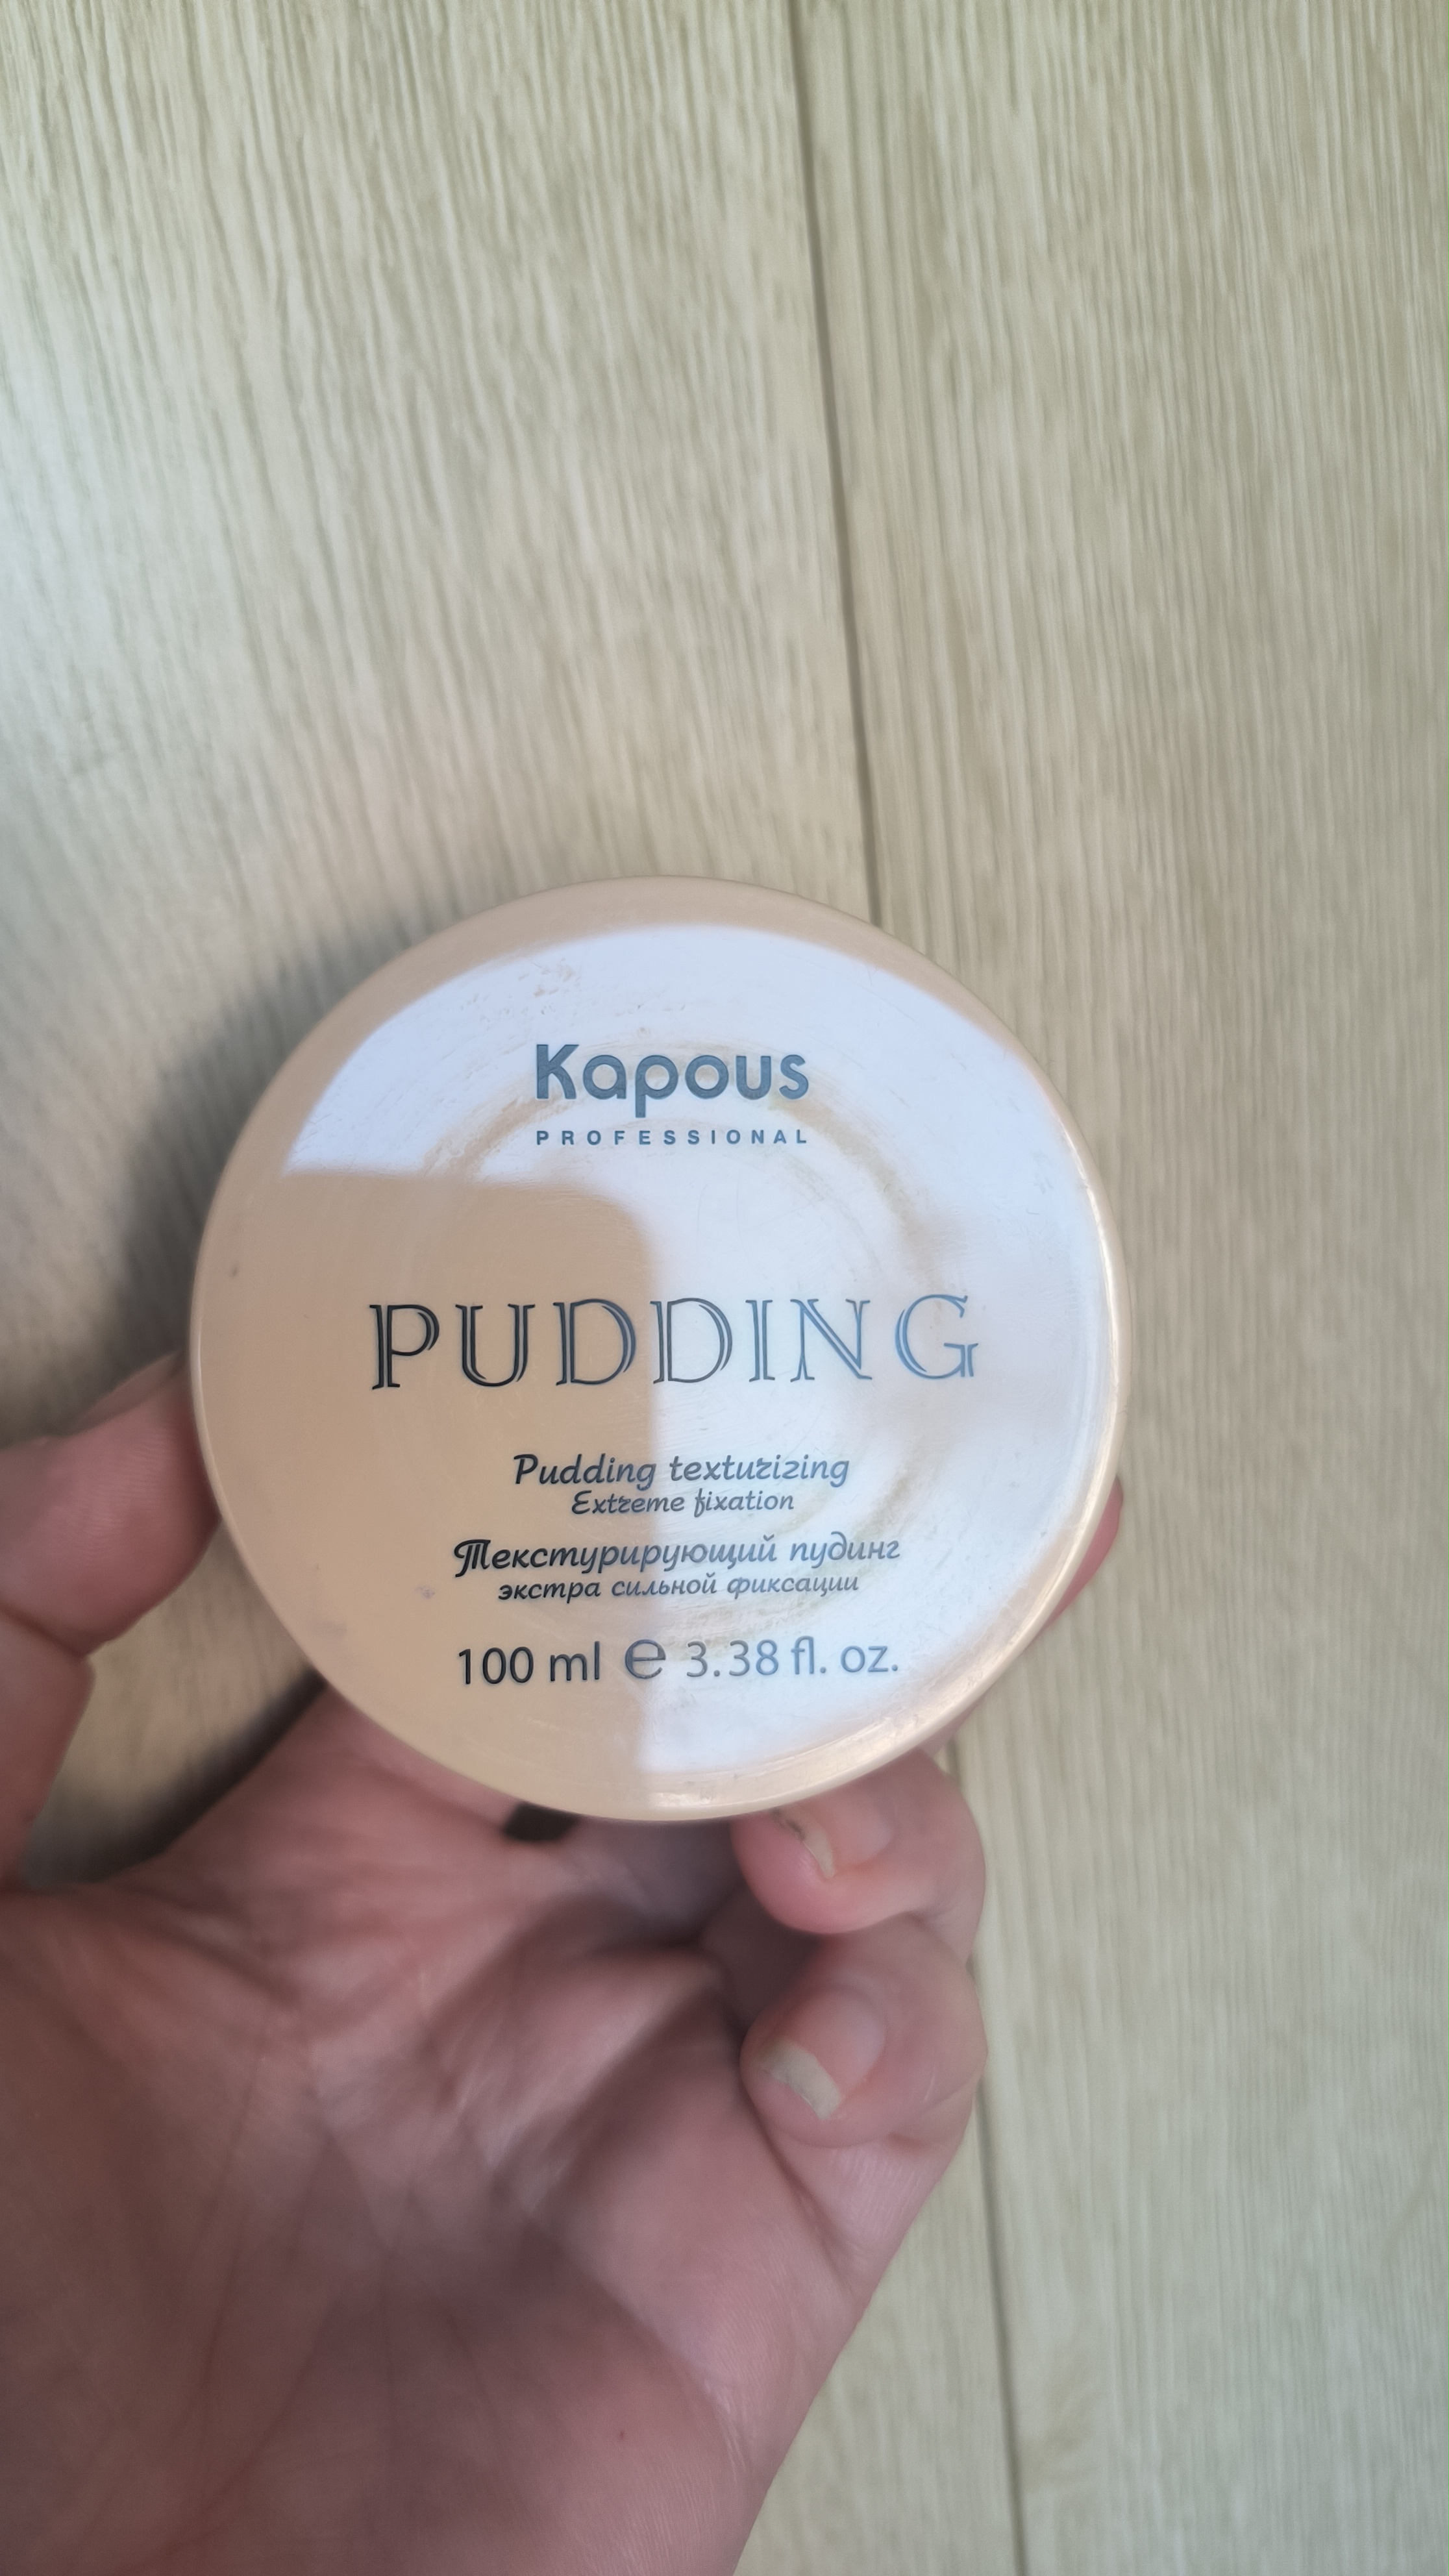 Kapous
PROFESSIONAL
PUDDING
Pudding texturizing
Extreme fixation
Текстурирующий пудинг
экстра сильной фиксации
100 ml ℮ 3.38 fl. oz.